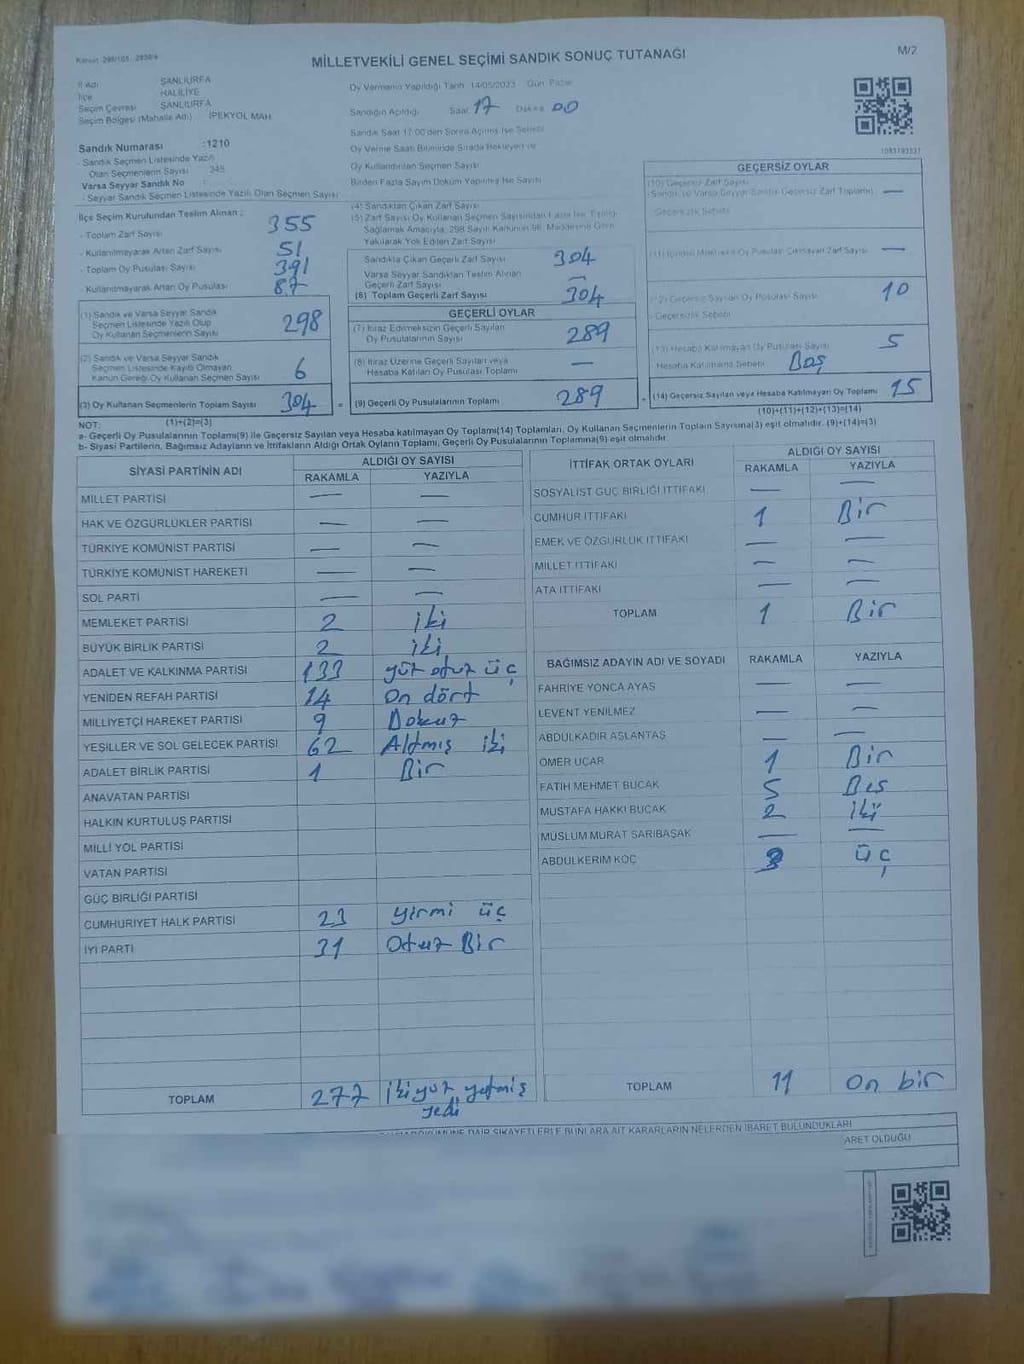 MİLLETVEKİLİ GENEL SEÇİMİ SANDIK SONUÇ TUTANAĞI
M/2
İl Adı ŞANLIURFA
İlçe HALİLİYE
Seçim Çevresi ŞANLIURFA
Seçim Bölgesi (Mahalle Adı) İPEKYOL MAH.
Sandık Numarası :1210
- Sandık Seçmen Listesinde Yazılı
Olan Seçmenlerin Sayısı 345
Varsa Seyyar Sandık No
- Seyyar Sandık Seçmen Listesinde Yazılı Olan Seçmen Sayısı
Oy Vermenin Yapıldığı Tarih 14/05/2023 Gün Pazar
Sandığın Açıldığı Saat 17 Dakika 00
Sandık Saat 17:00'den Sonra Açılmış İse Sebebi
Oy Verme Saati Bitiminde Sırada Bekleyen ve
Oy Kullandırılan Seçmen Sayısı
Birden Fazla Sayım Döküm Yapılmış İse Sayısı
İlçe Seçim Kurulundan Teslim Alınan ;
- Toplam Zarf Sayısı 355
- Kullanılmayarak Artan Zarf Sayısı 51
- Toplam Oy Pusulası Sayısı 391
- Kullanılmayarak Artan Oy Pusulası 87
(1) Sandık ve Varsa Seyyar Sandık
Seçmen Listesinde Yazılı Olup
Oy Kullanan Seçmenlerin Sayısı 298
(2) Sandık ve Varsa Seyyar Sandık
Seçmen Listesinde Kayıtlı Olmayan
Kanun Gereği Oy Kullanan Seçmen Sayısı 6
(3) Oy Kullanan Seçmenlerin Toplam Sayısı 304
(1)+(2)=(3)
(4) Sandıktan Çıkan Zarf Sayısı
(5) Zarf Sayısı Oy Kullanan Seçmen Sayısından Fazla İse, Eşitliği
Sağlamak Amacıyla, 298 Sayılı Kanunun 98. Maddesine Göre
Yakılarak Yok Edilen Zarf Sayısı
Sandıkta Çıkan Geçerli Zarf Sayısı 304
Varsa Seyyar Sandıktan Teslim Alınan
Geçerli Zarf Sayısı —
(6) Toplam Geçerli Zarf Sayısı 304
GEÇERLİ OYLAR
(7) İtiraz Edilmeksizin Geçerli Sayılan
Oy Pusulalarının Sayısı 289
(8) İtiraz Üzerine Geçerli Sayılan veya
Hesaba Katılan Oy Pusulası Toplamı —
= (9) Geçerli Oy Pusulalarının Toplamı 289
GEÇERSİZ OYLAR
(10) Geçersiz Zarf Sayısı
- Sandık ve Varsa Seyyar Sandık Geçersiz Zarf Toplamı —
- Geçersizlik Sebebi
(12) Geçersiz Sayılan Oy Pusulası Sayısı 10
- Geçersizlik Sebebi
(13) Hesaba Katılmayan Oy Pusulası Sayısı 5
Hesaba Katılmama Sebebi Boş
(14) Geçersiz Sayılan veya Hesaba Katılmayan Oy Toplamı 15
(10)+(11)+(12)+(13)=(14)
NOT:
a- Geçerli Oy Pusulalarının Toplamı(9) ile Geçersiz Sayılan veya Hesaba katılmayan Oy Toplamı(14) Toplamları, Oy Kullanan Seçmenlerin Toplam Sayısına(3) eşit olmalıdır. (9)+(14)=(3)
b- Siyasi Partilerin, Bağımsız Adayların ve İttifakların Aldığı Ortak Oyların Toplamı, Geçerli Oy Pusulalarının Toplamına(9) eşit olmalıdır.
SİYASİ PARTİNİN ADI ALDIĞI OY SAYISI
RAKAMLA YAZIYLA
MİLLET PARTİSİ — —
HAK VE ÖZGÜRLÜKLER PARTİSİ — —
TÜRKİYE KOMÜNİST PARTİSİ — —
TÜRKİYE KOMÜNİST HAREKETİ — —
SOL PARTİ — —
MEMLEKET PARTİSİ 2 iki
BÜYÜK BİRLİK PARTİSİ 2 iki
ADALET VE KALKINMA PARTİSİ 133 yüz otuz üç
YENİDEN REFAH PARTİSİ 14 On dört
MİLLİYETÇİ HAREKET PARTİSİ 9 Dokuz
YEŞİLLER VE SOL GELECEK PARTİSİ 62 Altmış iki
ADALET BİRLİK PARTİSİ 1 Bir
ANAVATAN PARTİSİ
HALKIN KURTULUŞ PARTİSİ
MİLLİ YOL PARTİSİ
VATAN PARTİSİ
GÜÇ BİRLİĞİ PARTİSİ
CUMHURİYET HALK PARTİSİ 23 yirmi üç
İYİ PARTİ 31 Otuz Bir
TOPLAM 277 ikiyüz yetmiş
yedi
İTTİFAK ORTAK OYLARI ALDIĞI OY SAYISI
RAKAMLA YAZIYLA
SOSYALİST GÜÇ BİRLİĞİ İTTİFAKI — —
CUMHUR İTTİFAKI 1 Bir
EMEK VE ÖZGÜRLÜK İTTİFAKI — —
MİLLET İTTİFAKI — —
ATA İTTİFAKI — —
TOPLAM 1 Bir
BAĞIMSIZ ADAYIN ADI VE SOYADI RAKAMLA YAZIYLA
FAHRİYE YONCA AYAS — —
LEVENT YENİLMEZ — —
ABDÜLKADİR ASLANTAŞ — —
ÖMER UÇAR 1 Bir
FATİH MEHMET BUCAK 5 Beş
MUSTAFA HAKKI BUCAK 2 iki
MÜSLÜM MURAT SARIBAŞAK — —
ABDULKERİM KOÇ 3 üç
TOPLAM 11 On bir
DAİR ŞİKAYETLERLE BUNLARA AİT KARARLARIN NELERDEN İBARET BULUNDUKLARI